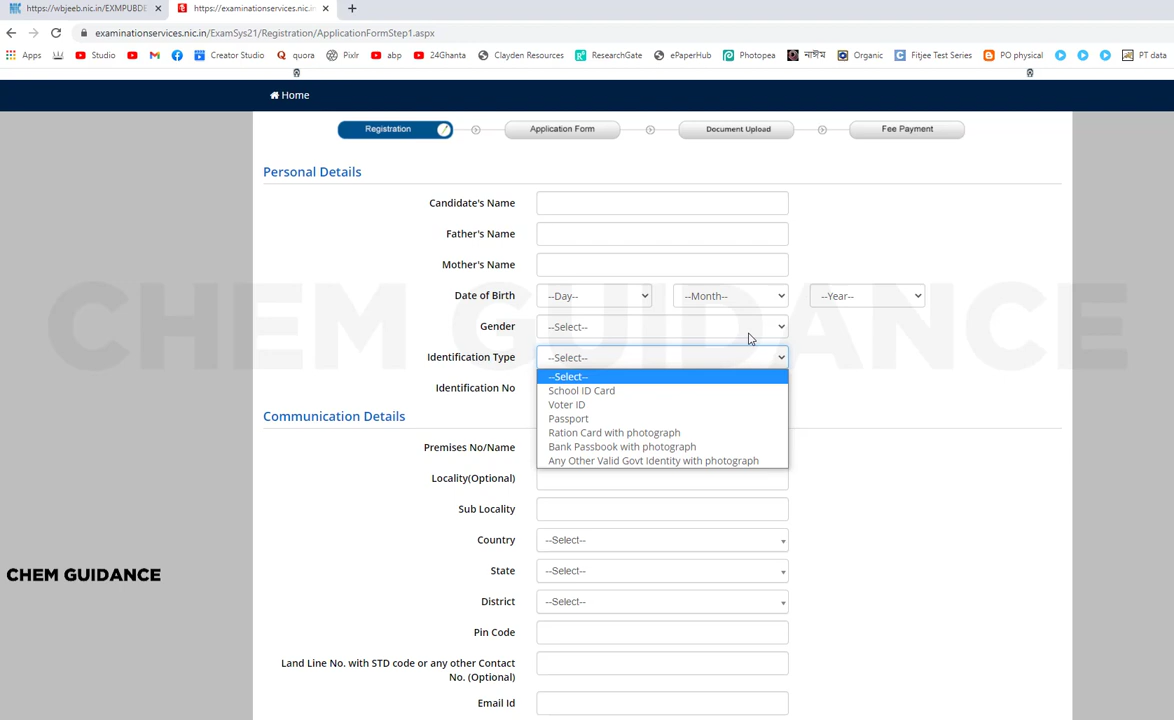 https://wbjeeb.nic.in/EXMPUBDE
https://examinationservices.nic.in
examinationservices.nic.in/ExamSys21/Registration/ApplicationFormStep1.aspx
Apps Studio Creator Studio quora Pixlr abp 24Ghanta Clayden Resources ResearchGate ePaperHub Photopea নাঈম Organic Fitjee Test Series PO physical PT data
Home
Registration Application Form Document Upload Fee Payment
Personal Details
Candidate's Name
Father's Name
Mother's Name
CHEM GUIDANCE
Date of Birth --Day-- --Month-- --Year--
Gender --Select--
Identification Type --Select--
--Select--
School ID Card
Identification No
Voter ID
Passport
Communication Details
Ration Card with photograph
Premises No/Name
Bank Passbook with photograph
Any Other Valid Govt Identity with photograph
Locality(Optional)
Sub Locality
Country --Select--
State --Select--
CHEM GUIDANCE
District --Select--
Pin Code
Land Line No. with STD code or any other Contact
No. (Optional)
Email Id